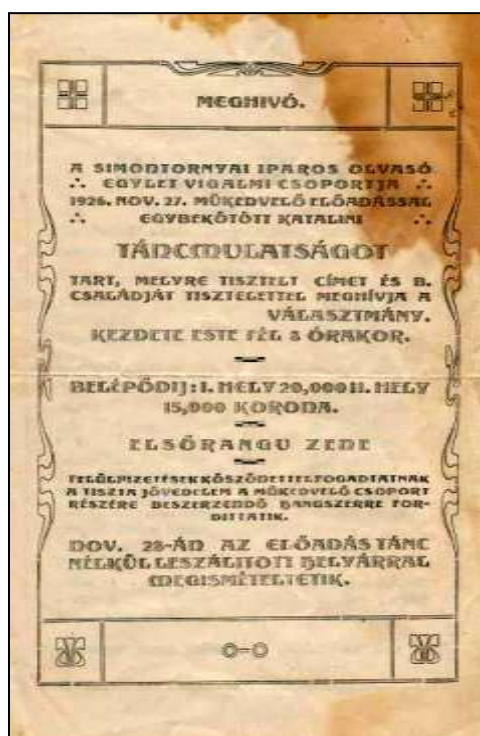 MEGHIVÓ.
A SIMONTORNYAI IPAROS OLVASÓ
∴ EGYLET VIGALMI CSOPORTJA ∴
1926. NOV. 27. MŰKEDVELŐ ELŐADÁSSAL
∴ EGYBEKÖTÖTT KATALINI ∴
TÁNCMULATSÁGOT
TART, MELYRE TISZTELT CÍMET ÉS B.
CSALÁDJÁT TISZTELETTEL MEGHÍVJA A
VÁLASZTMÁNY.
KEZDETE ESTE FÉL 8 ÓRAKOR.
BELÉPŐDIJ: I. HELY 20,000 II. HELY
15,000 KORONA.
ELSŐRANGU ZENE
FELÜLFIZETÉSEK KÖSZÖNETTEL FOGADTATNAK
A TISZTA JÖVEDELEM A MŰKEDVELŐ CSOPORT
RÉSZÉRE BESZERZENDŐ HANGSZERRE FOR-
DITTATIK.
NOV. 28-ÁN AZ ELŐADÁS TÁNC
NÉLKÜL LESZÁLITOTT HELYÁRRAL
MEGISMÉTELTETIK.